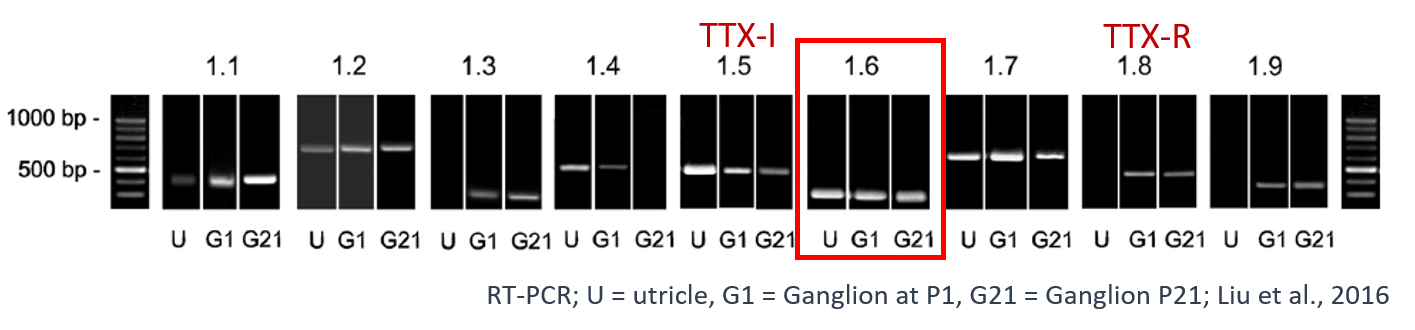 TTX-I TTX-R
1.1 1.2 1.3 1.4 1.5 1.6 1.7 1.8 1.9
1000 bp -
500 bp -
U G1 G21 U G1 G21 U G1 G21 U G1 G21 U G1 G21 U G1 G21 U G1 G21 U G1 G21 U G1 G21
RT-PCR; U = utricle, G1 = Ganglion at P1, G21 = Ganglion P21; Liu et al., 2016